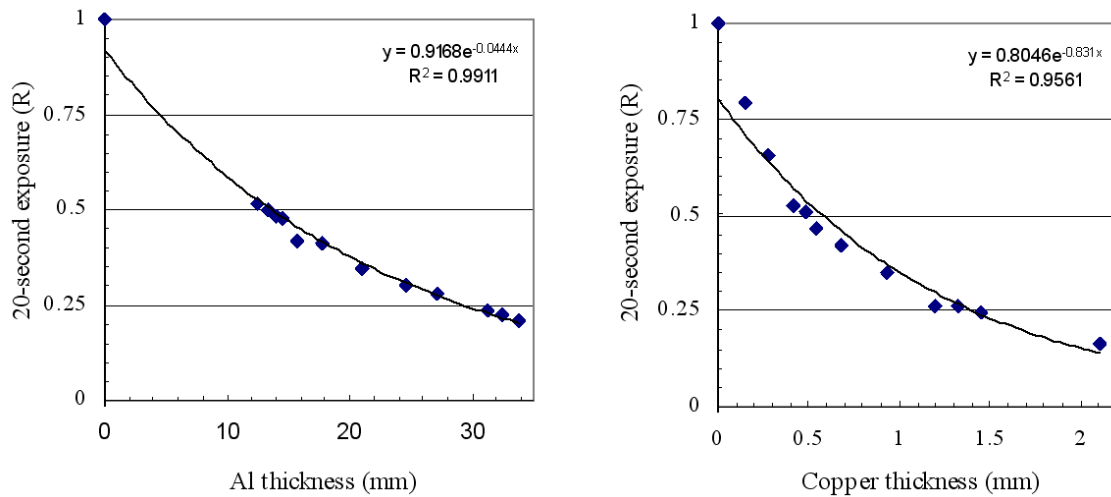 y = 0.9168e^-0.0444x
R² = 0.9911
20-second exposure (R)
1
0.75
0.5
0.25
0
0 10 20 30
Al thickness (mm)
y = 0.8046e^-0.831x
R² = 0.9561
20-second exposure (R)
1
0.75
0.5
0.25
0
0 0.5 1 1.5 2
Copper thickness (mm)